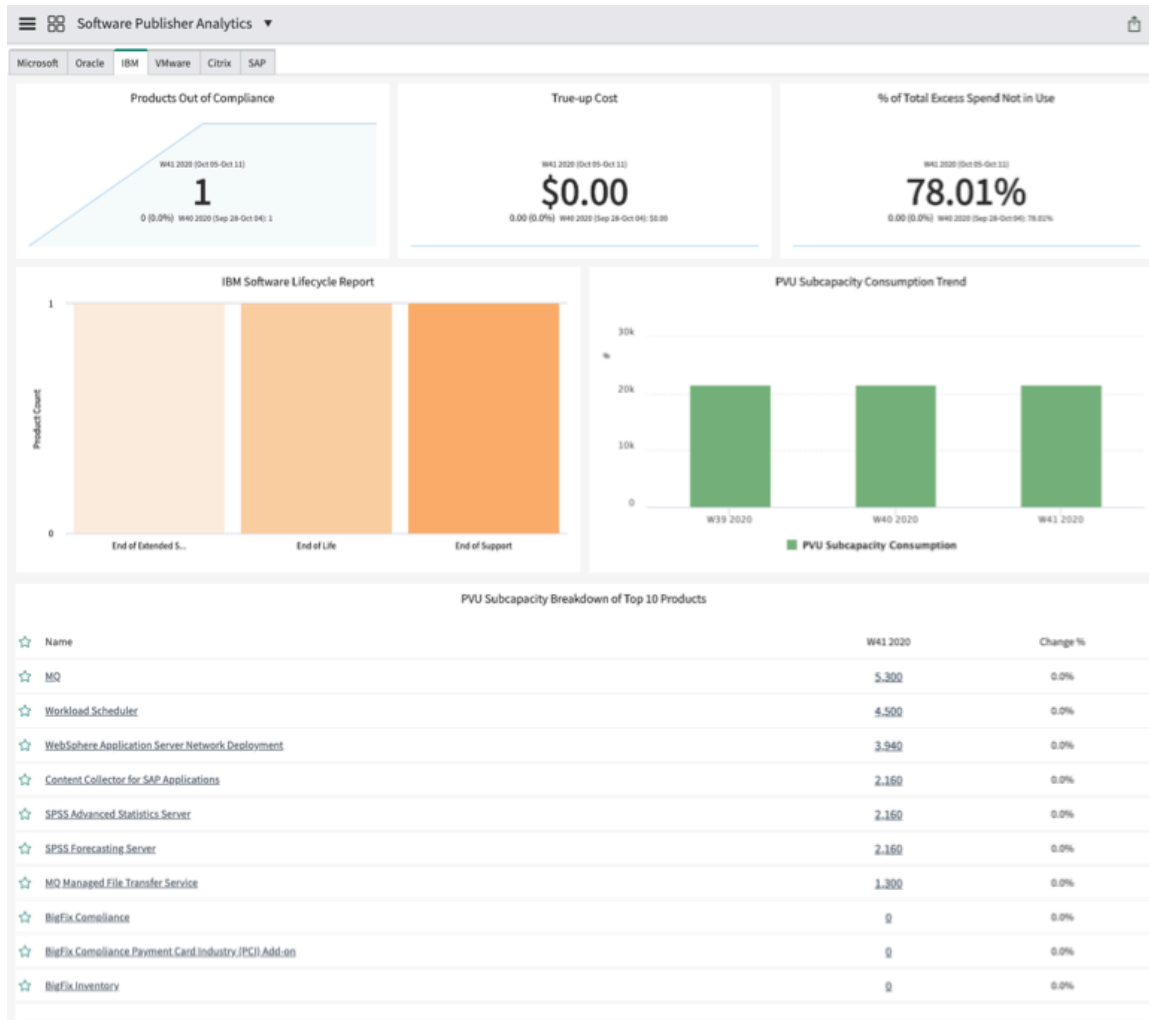 Software Publisher Analytics ▼
Microsoft Oracle IBM VMware Citrix SAP
Products Out of Compliance
W41 2020 (Oct 05-Oct 11)
1
0 (0.0%) W40 2020 (Sep 28-Oct 04): 1
True-up Cost
W41 2020 (Oct 05-Oct 11)
$0.00
0.00 (0.0%) W40 2020 (Sep 28-Oct 04): $0.00
% of Total Excess Spend Not in Use
W41 2020 (Oct 05-Oct 11)
78.01%
0.00 (0.0%) W40 2020 (Sep 28-Oct 04): 78.01%
IBM Software Lifecycle Report
1
Product Count
0
End of Extended S... End of Life End of Support
PVU Subcapacity Consumption Trend
30k
%
20k
10k
0
W39 2020 W40 2020 W41 2020
PVU Subcapacity Consumption
PVU Subcapacity Breakdown of Top 10 Products
Name W41 2020 Change %
MQ 5,300 0.0%
Workload Scheduler 4,500 0.0%
WebSphere Application Server Network Deployment 3,940 0.0%
Content Collector for SAP Applications 2,160 0.0%
SPSS Advanced Statistics Server 2,160 0.0%
SPSS Forecasting Server 2,160 0.0%
MQ Managed File Transfer Service 1,300 0.0%
BigFix Compliance 0 0.0%
BigFix Compliance Payment Card Industry (PCI) Add-on 0 0.0%
BigFix Inventory 0 0.0%